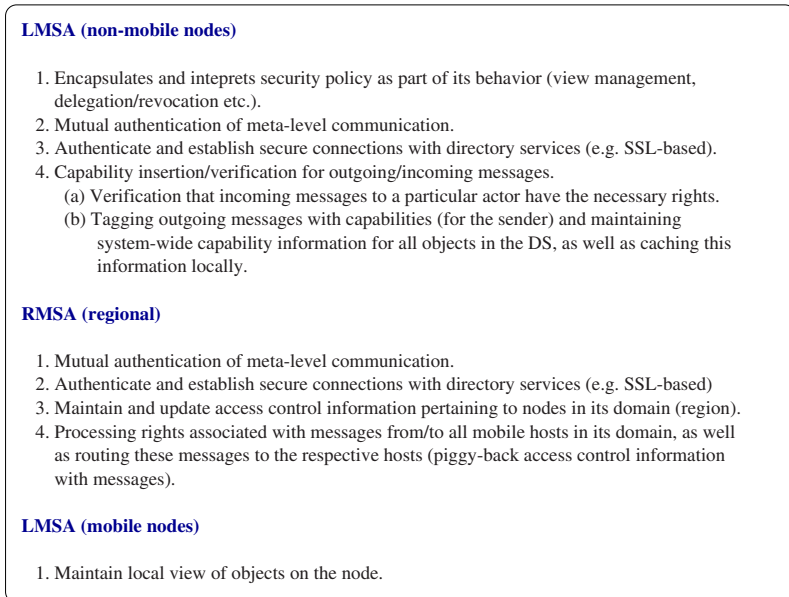 LMSA (non-mobile nodes)
1. Encapsulates and inteprets security policy as part of its behavior (view management,
delegation/revocation etc.).
2. Mutual authentication of meta-level communication.
3. Authenticate and establish secure connections with directory services (e.g. SSL-based).
4. Capability insertion/verification for outgoing/incoming messages.
(a) Verification that incoming messages to a particular actor have the necessary rights.
(b) Tagging outgoing messages with capabilities (for the sender) and maintaining
system-wide capability information for all objects in the DS, as well as caching this
information locally.
RMSA (regional)
1. Mutual authentication of meta-level communication.
2. Authenticate and establish secure connections with directory services (e.g. SSL-based)
3. Maintain and update access control information pertaining to nodes in its domain (region).
4. Processing rights associated with messages from/to all mobile hosts in its domain, as well
as routing these messages to the respective hosts (piggy-back access control information
with messages).
LMSA (mobile nodes)
1. Maintain local view of objects on the node.